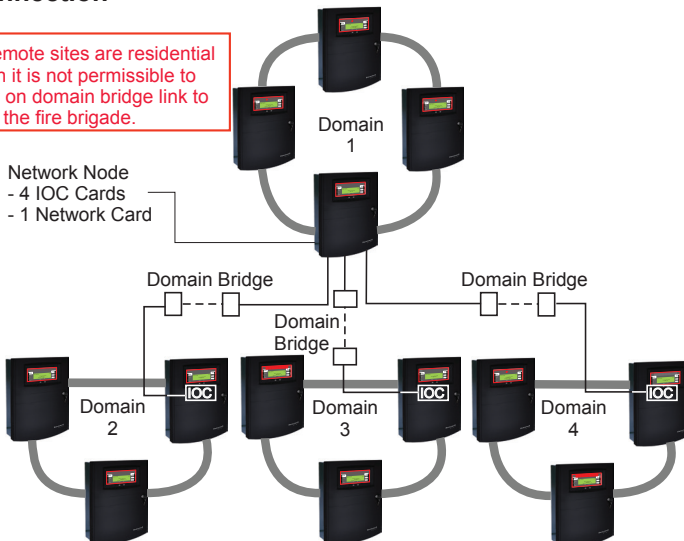 emote sites are residential
it is not permissible to
on domain bridge link to
the fire brigade.
Domain
1
Network Node
- 4 IOC Cards
- 1 Network Card
Domain Bridge
Domain
Bridge
Domain Bridge
IOC
Domain
2
IOC
Domain
3
IOC
Domain
4